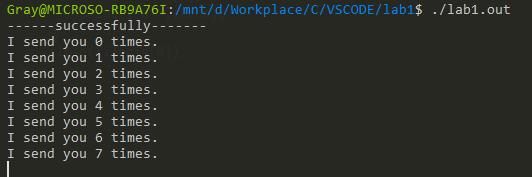 Gray@MICROSO-RB9A76I:/mnt/d/Workplace/C/VSCODE/lab1$ ./lab1.out
------successfully-------
I send you 0 times.
I send you 1 times.
I send you 2 times.
I send you 3 times.
I send you 4 times.
I send you 5 times.
I send you 6 times.
I send you 7 times.